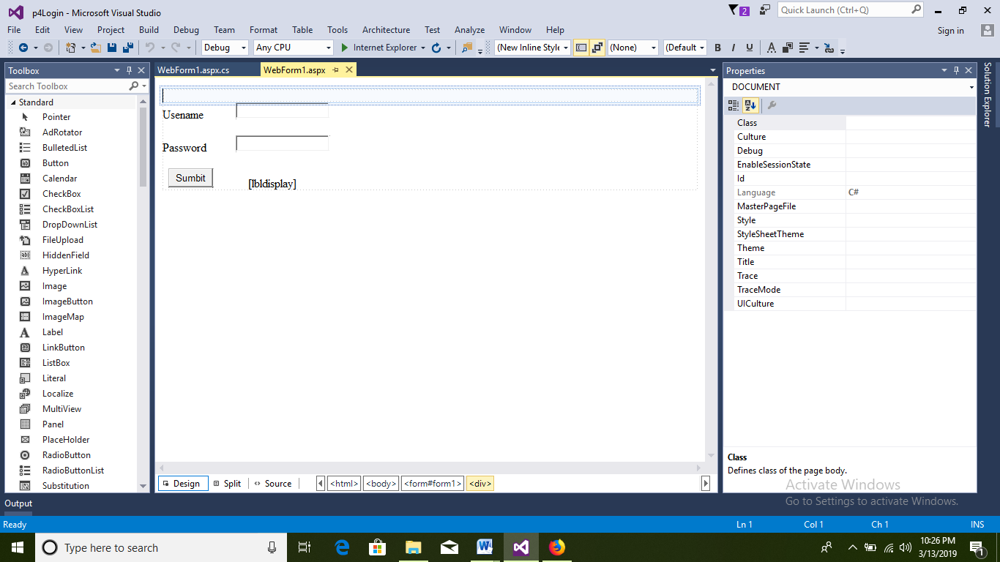 p4Login - Microsoft Visual Studio
2
Quick Launch (Ctrl+Q)
File Edit View Project Build Debug Team Format Table Tools Architecture Test Analyze Window Help
Sign in
Debug Any CPU Internet Explorer (New Inline Style (None) (Default B I U A
Toolbox
Search Toolbox
Standard
Pointer
AdRotator
BulletedList
Button
Calendar
CheckBox
CheckBoxList
DropDownList
FileUpload
HiddenField
HyperLink
Image
ImageButton
ImageMap
Label
LinkButton
ListBox
Literal
Localize
MultiView
Panel
PlaceHolder
RadioButton
RadioButtonList
Substitution
WebForm1.aspx.cs WebForm1.aspx
Usename
Password
Sumbit
[lbldisplay]
Design Split Source <html> <body> <form#form1> <div>
Properties
DOCUMENT
Class
Culture
Debug
EnableSessionState
Id
Language C#
MasterPageFile
Style
StyleSheetTheme
Theme
Title
Trace
TraceMode
UICulture
Class
Defines class of the page body.
Activate Windows
Go to Settings to activate Windows.
Solution Explorer
Output
Ready Ln 1 Col 1 Ch 1 INS
Type here to search
10:26 PM
3/13/2019
1